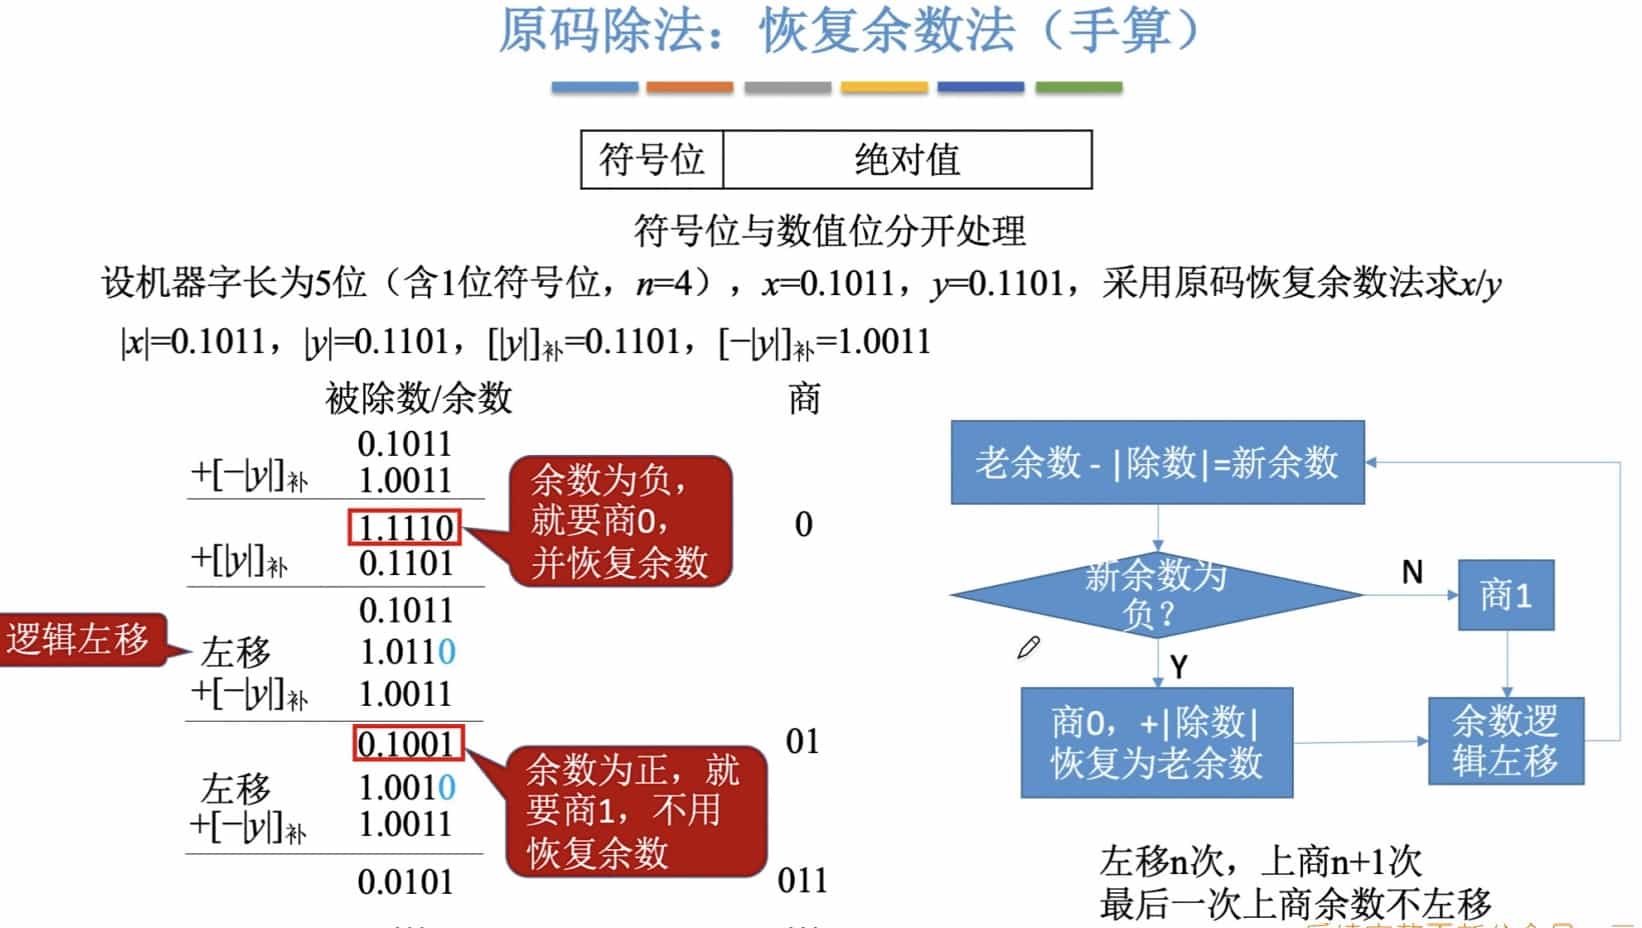 原码除法：恢复余数法（手算）
符号位 绝对值
符号位与数值位分开处理
设机器字长为5位（含1位符号位，n=4），x=0.1011，y=0.1101，采用原码恢复余数法求x/y
|x|=0.1011，|y|=0.1101，[|y|]补=0.1101，[−|y|]补=1.0011
被除数/余数 商
0.1011
+[−|y|]补 1.0011
1.1110 0
+[|y|]补 0.1101
0.1011
左移 1.0110
+[−|y|]补 1.0011
0.1001 01
左移 1.0010
+[−|y|]补 1.0011
0.0101 011
余数为负，
就要商0，
并恢复余数
逻辑左移
余数为正，就
要商1，不用
恢复余数
老余数 - |除数|=新余数
新余数为
负？
N
商1
Y
商0，+|除数|
恢复为老余数
余数逻
辑左移
左移n次，上商n+1次
最后一次上商余数不左移